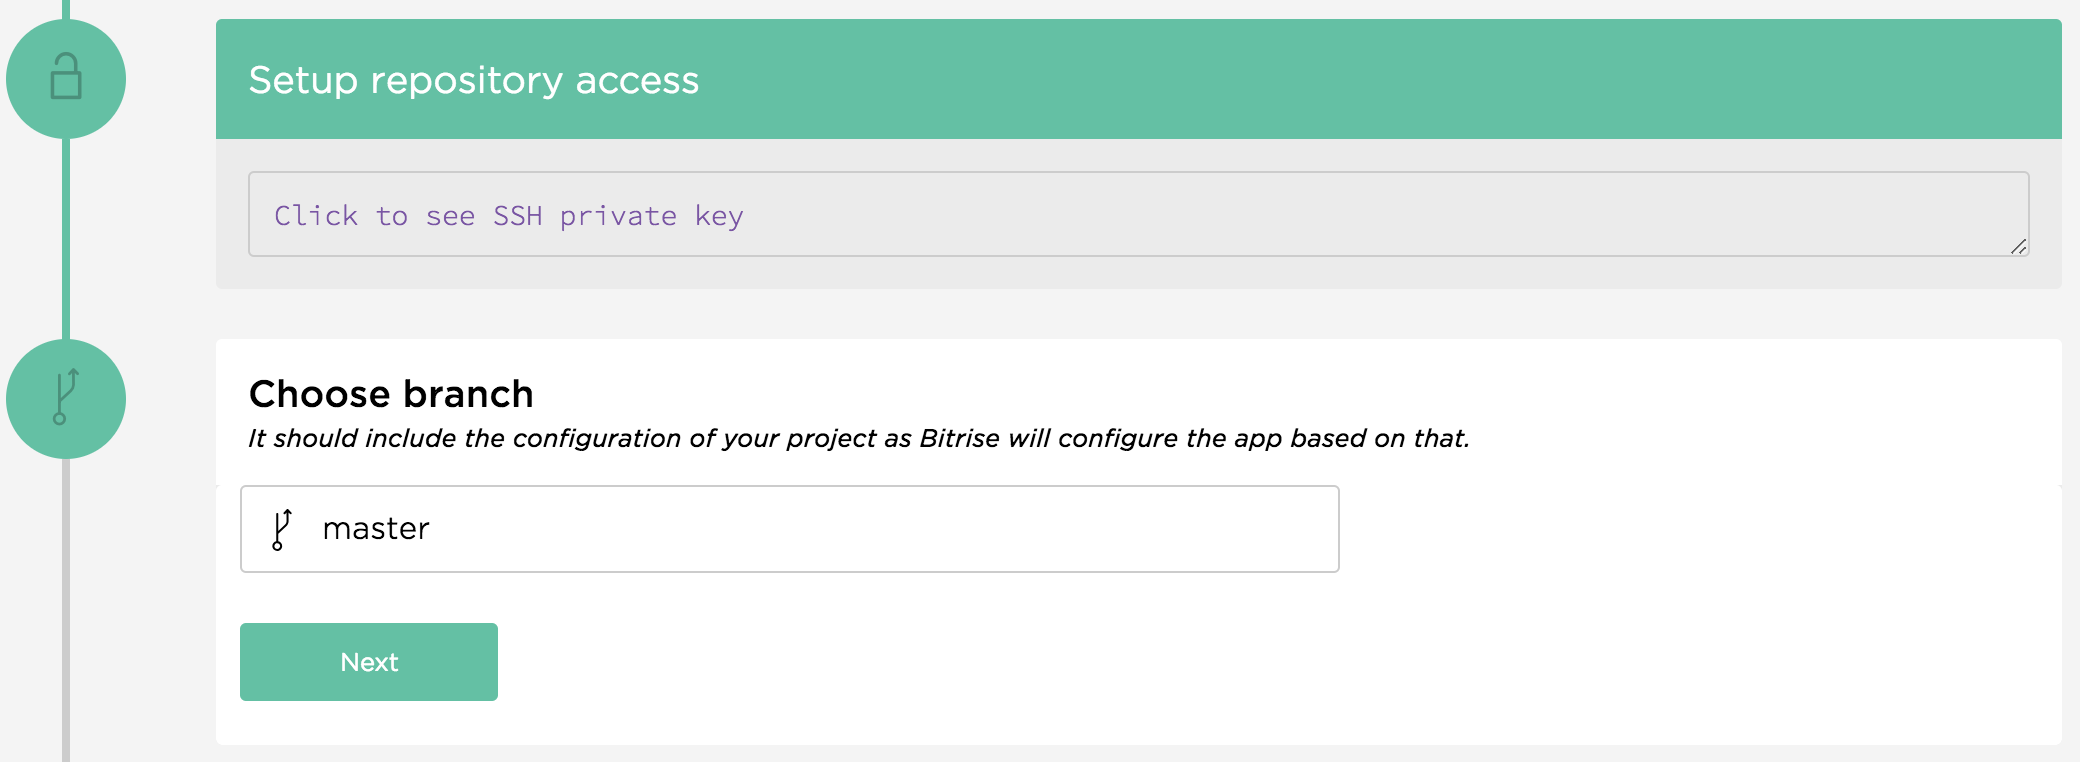 Setup repository access
Click to see SSH private key
Choose branch
It should include the configuration of your project as Bitrise will configure the app based on that.
master
Next